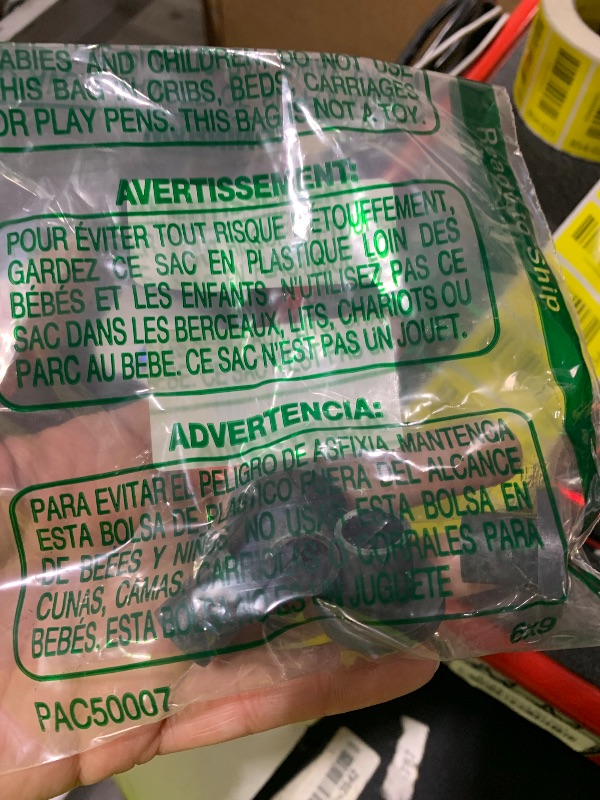 ABIES AND CHILDREN DO NOT USE
HIS BAG IN CRIBS, BEDS, CARRIAGES
OR PLAY PENS. THIS BAG IS NOT A TOY.
AVERTISSEMENT:
POUR ÉVITER TOUT RISQUE ETOUFFEMENT,
GARDEZ CE SAC EN PLASTIQUE LOIN DES
BÉBÉS ET LES ENFANTS N'UTILISEZ PAS CE
SAC DANS LES BERCEAUX, LITS, CHARIOTS OU
PARC AU BEBE. CE SAC N'EST PAS UN JOUET.
ADVERTENCIA:
PARA EVITAR EL PELIGRO DE ASFIXIA MANTENGA
ESTA BOLSA DE PLASTICO FUERA DEL ALCANCE
DE BEBES Y NIÑOS NO USAR ESTA BOLSA EN
CUNAS, CAMAS, CARRIOLAS CORRALES PARA
BEBÉS. ESTA BOLSA NO ES UN JUGUETE
6x9
PAC50007
Ship